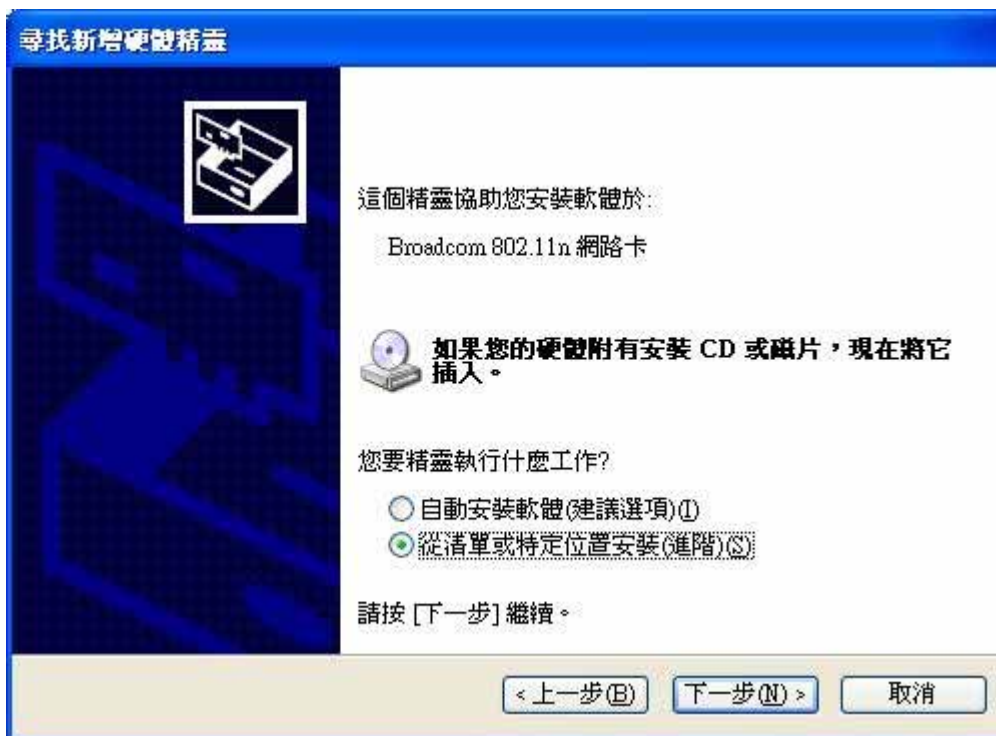 尋找新增硬體精靈
這個精靈協助您安裝軟體於:
Broadcom 802.11n 網路卡
如果您的硬體附有安裝 CD 或磁片，現在將它
插入。
您要精靈執行什麼工作?
自動安裝軟體(建議選項)(I)
從清單或特定位置安裝(進階)(S)
請按 [下一步] 繼續。
<上一步(B) 下一步(N)> 取消